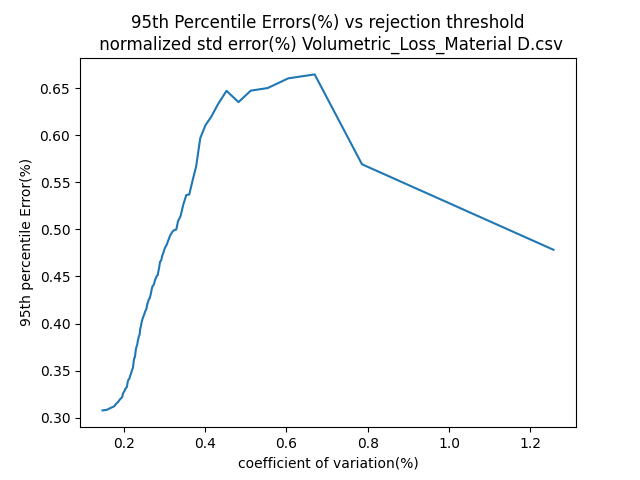 95th Percentile Errors(%) vs rejection threshold
normalized std error(%) Volumetric_Loss_Material D.csv
0.65
0.60
0.55
0.50
0.45
0.40
0.35
0.30
95th percentile Error(%)
0.2 0.4 0.6 0.8 1.0 1.2
coefficient of variation(%)